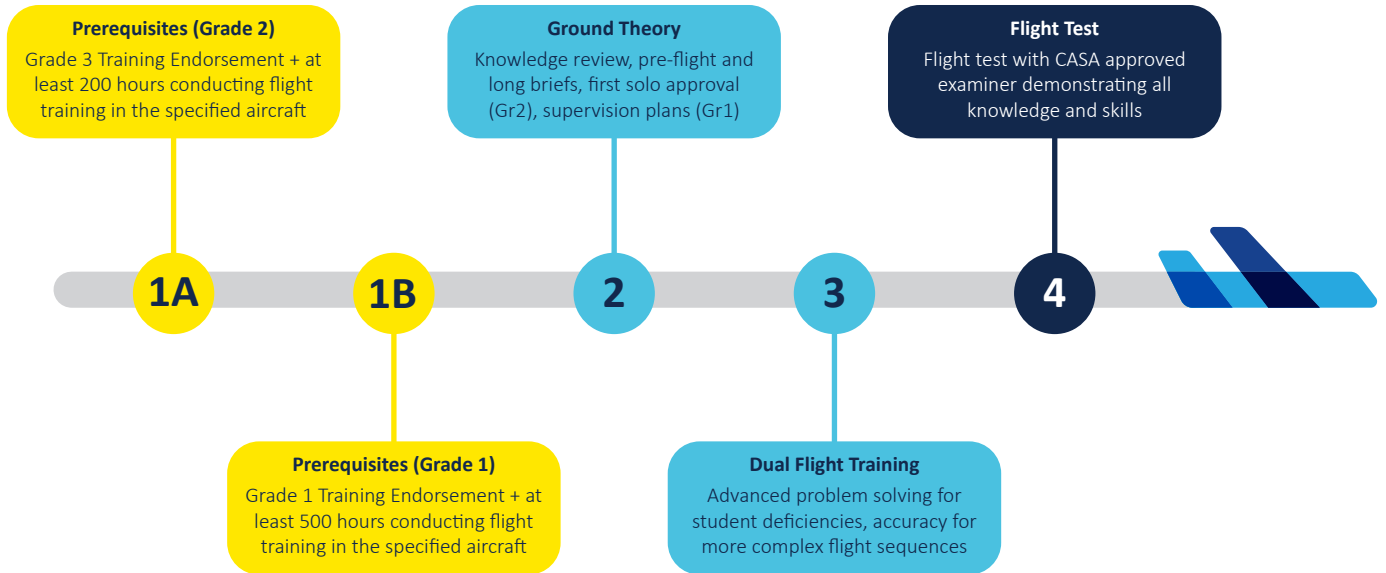 Prerequisites (Grade 2)
Grade 3 Training Endorsement + at
least 200 hours conducting flight
training in the specified aircraft
Ground Theory
Knowledge review, pre-flight and
long briefs, first solo approval
(Gr2), supervision plans (Gr1)
Flight Test
Flight test with CASA approved
examiner demonstrating all
knowledge and skills
1A
1B
2
3
4
Prerequisites (Grade 1)
Grade 1 Training Endorsement + at
least 500 hours conducting flight
training in the specified aircraft
Dual Flight Training
Advanced problem solving for
student deficiencies, accuracy for
more complex flight sequences